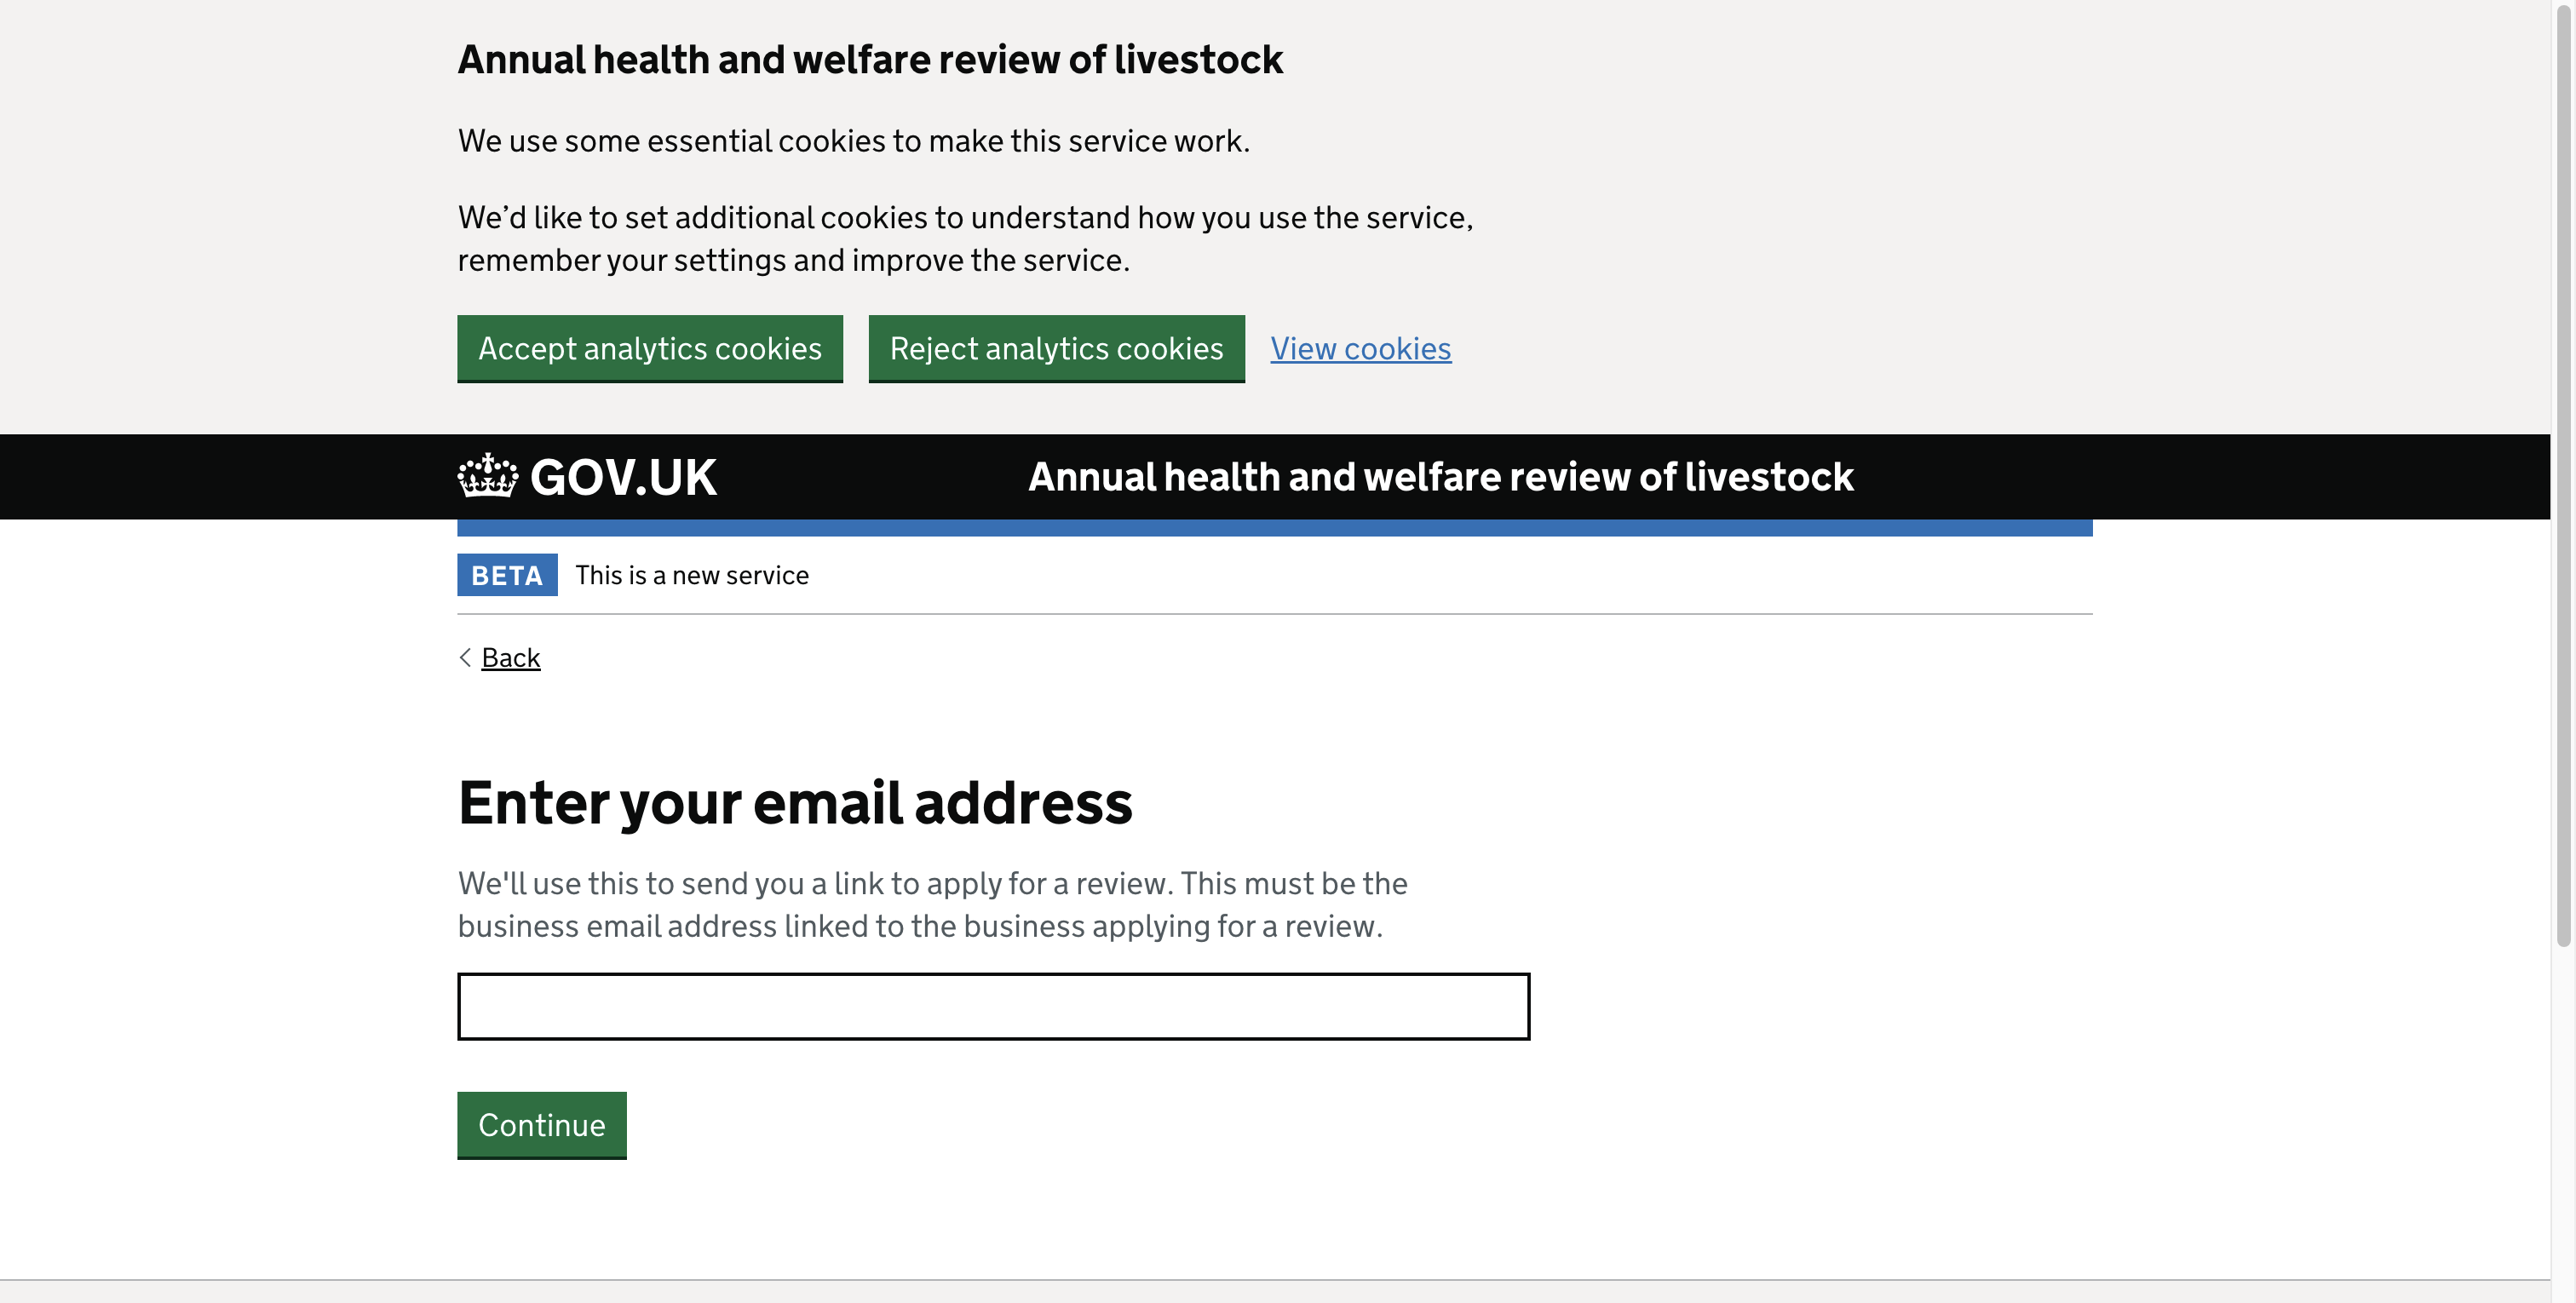 Annual health and welfare review of livestock
We use some essential cookies to make this service work.
We’d like to set additional cookies to understand how you use the service,
remember your settings and improve the service.
Accept analytics cookies Reject analytics cookies View cookies
GOV.UK Annual health and welfare review of livestock
BETA This is a new service
Back
Enter your email address
We'll use this to send you a link to apply for a review. This must be the
business email address linked to the business applying for a review.
Continue